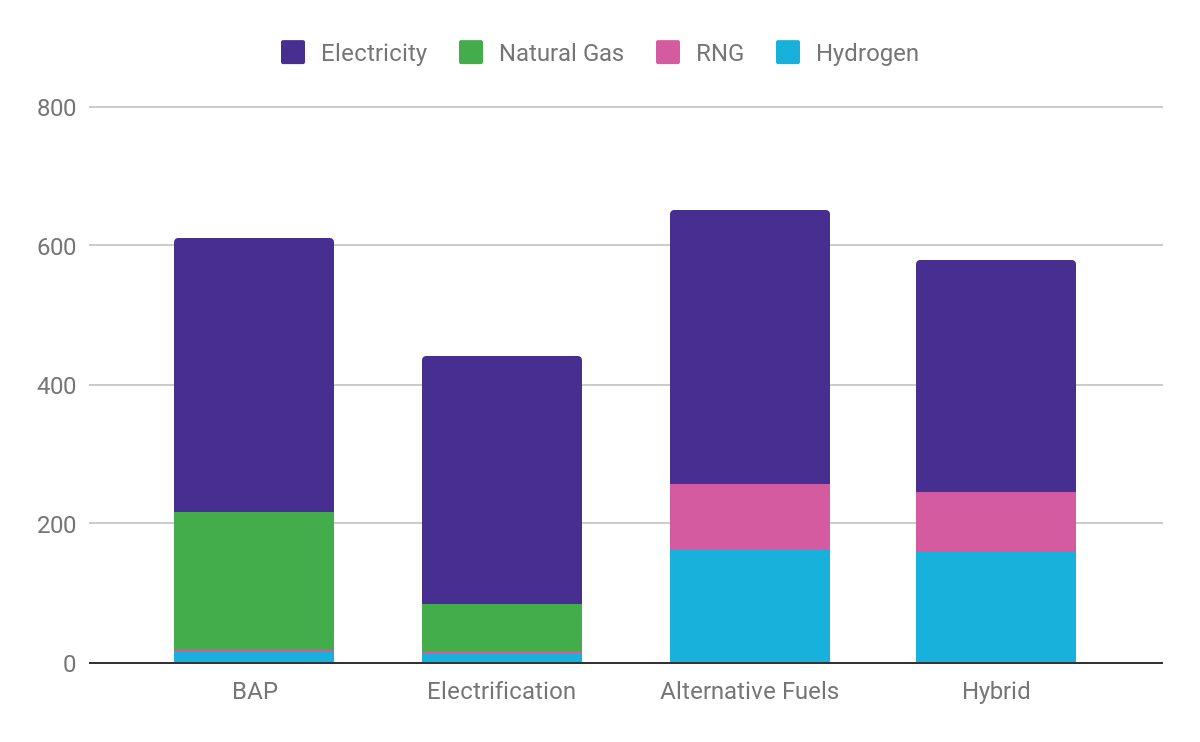 Electricity Natural Gas RNG Hydrogen
800
600
400
200
0
BAP Electrification Alternative Fuels Hybrid